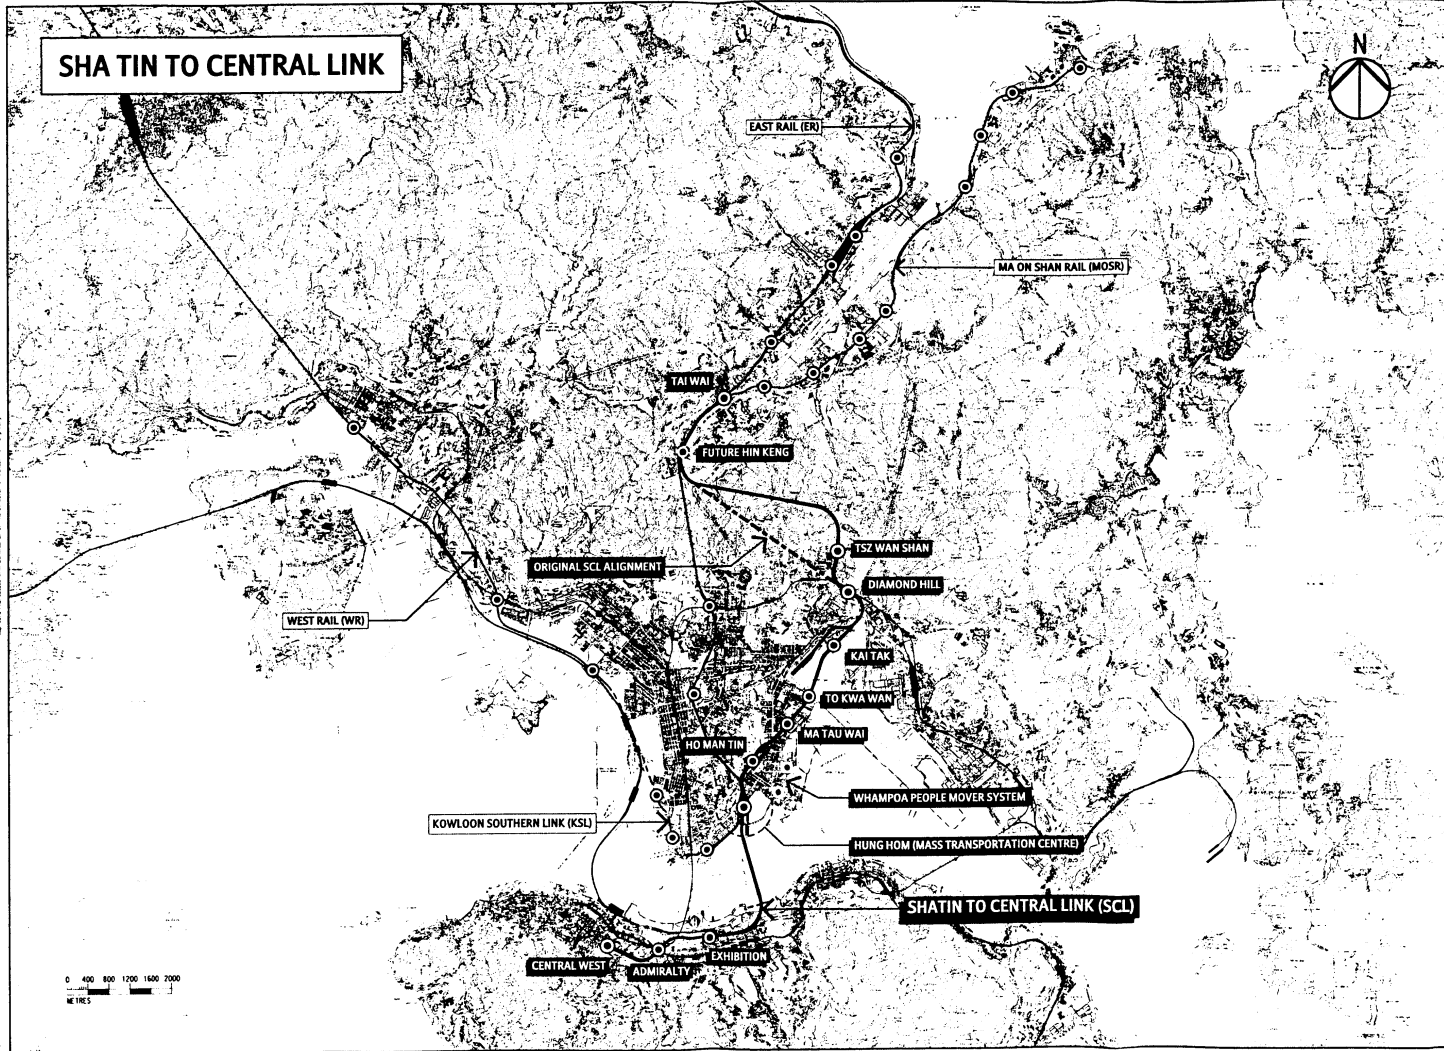 SHA TIN TO CENTRAL LINK
N
EAST RAIL (ER)
MA ON SHAN RAIL (MOSR)
TAI WAI
FUTURE HIN KENG
TSZ WAN SHAN
ORIGINAL SCL ALIGNMENT
DIAMOND HILL
WEST RAIL (WR)
KAI TAK
TO KWA WAN
MA TAU WAI
HO MAN TIN
WHAMPOA PEOPLE MOVER SYSTEM
KOWLOON SOUTHERN LINK (KSL)
HUNG HOM (MASS TRANSPORTATION CENTRE)
SHATIN TO CENTRAL LINK (SCL)
EXHIBITION
CENTRAL WEST
ADMIRALTY
0 400 800 1200 1600 2000
METRES